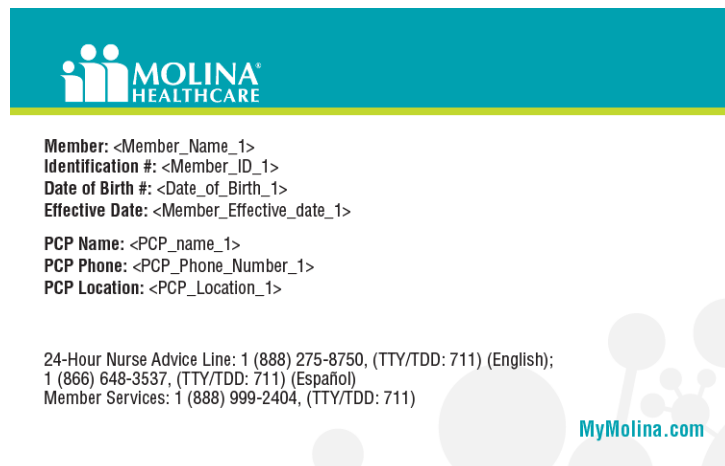 MOLINA®
HEALTHCARE
Member: <Member_Name_1>
Identification #: <Member_ID_1>
Date of Birth #: <Date_of_Birth_1>
Effective Date: <Member_Effective_date_1>
PCP Name: <PCP_name_1>
PCP Phone: <PCP_Phone_Number_1>
PCP Location: <PCP_Location_1>
24-Hour Nurse Advice Line: 1 (888) 275-8750, (TTY/TDD: 711) (English);
1 (866) 648-3537, (TTY/TDD: 711) (Español)
Member Services: 1 (888) 999-2404, (TTY/TDD: 711)
MyMolina.com